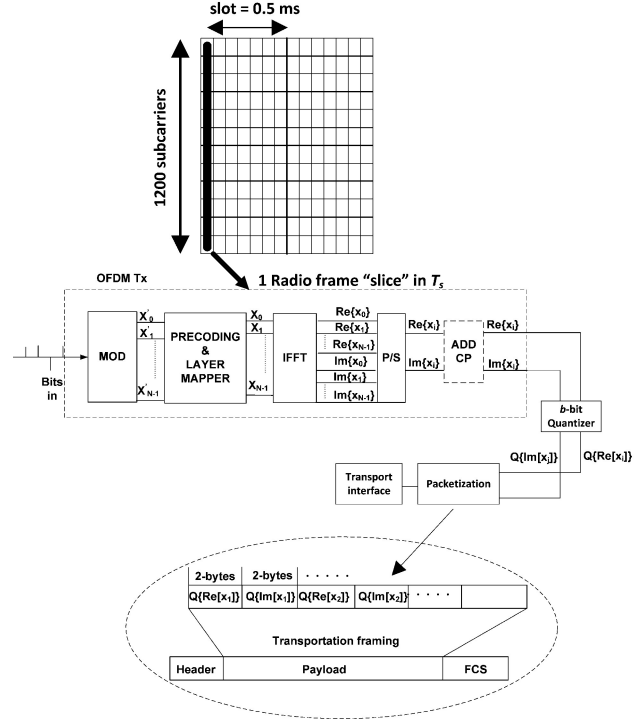 slot = 0.5 ms
1200 subcarriers
1 Radio frame “slice” in Ts
OFDM Tx
Bits in
MOD
X'0
X'1
X'N-1
PRECODING & LAYER MAPPER
X0
X1
XN-1
IFFT
Re{x0}
Re{x1}
Re{xN-1}
Im{x0}
Im{x1}
Im{xN-1}
P/S
Re{xi}
Im{xi}
ADD CP
Re{xi}
Im{xi}
b-bit Quantizer
Q{Im[xj]}
Q{Re[xi]}
Transport interface
Packetization
2-bytes
2-bytes
. . . . .
Q{Re[x1]}
Q{Im[x1]}
Q{Re[x2]}
Q{Im[x2]}
. . . .
Transportation framing
Header
Payload
FCS